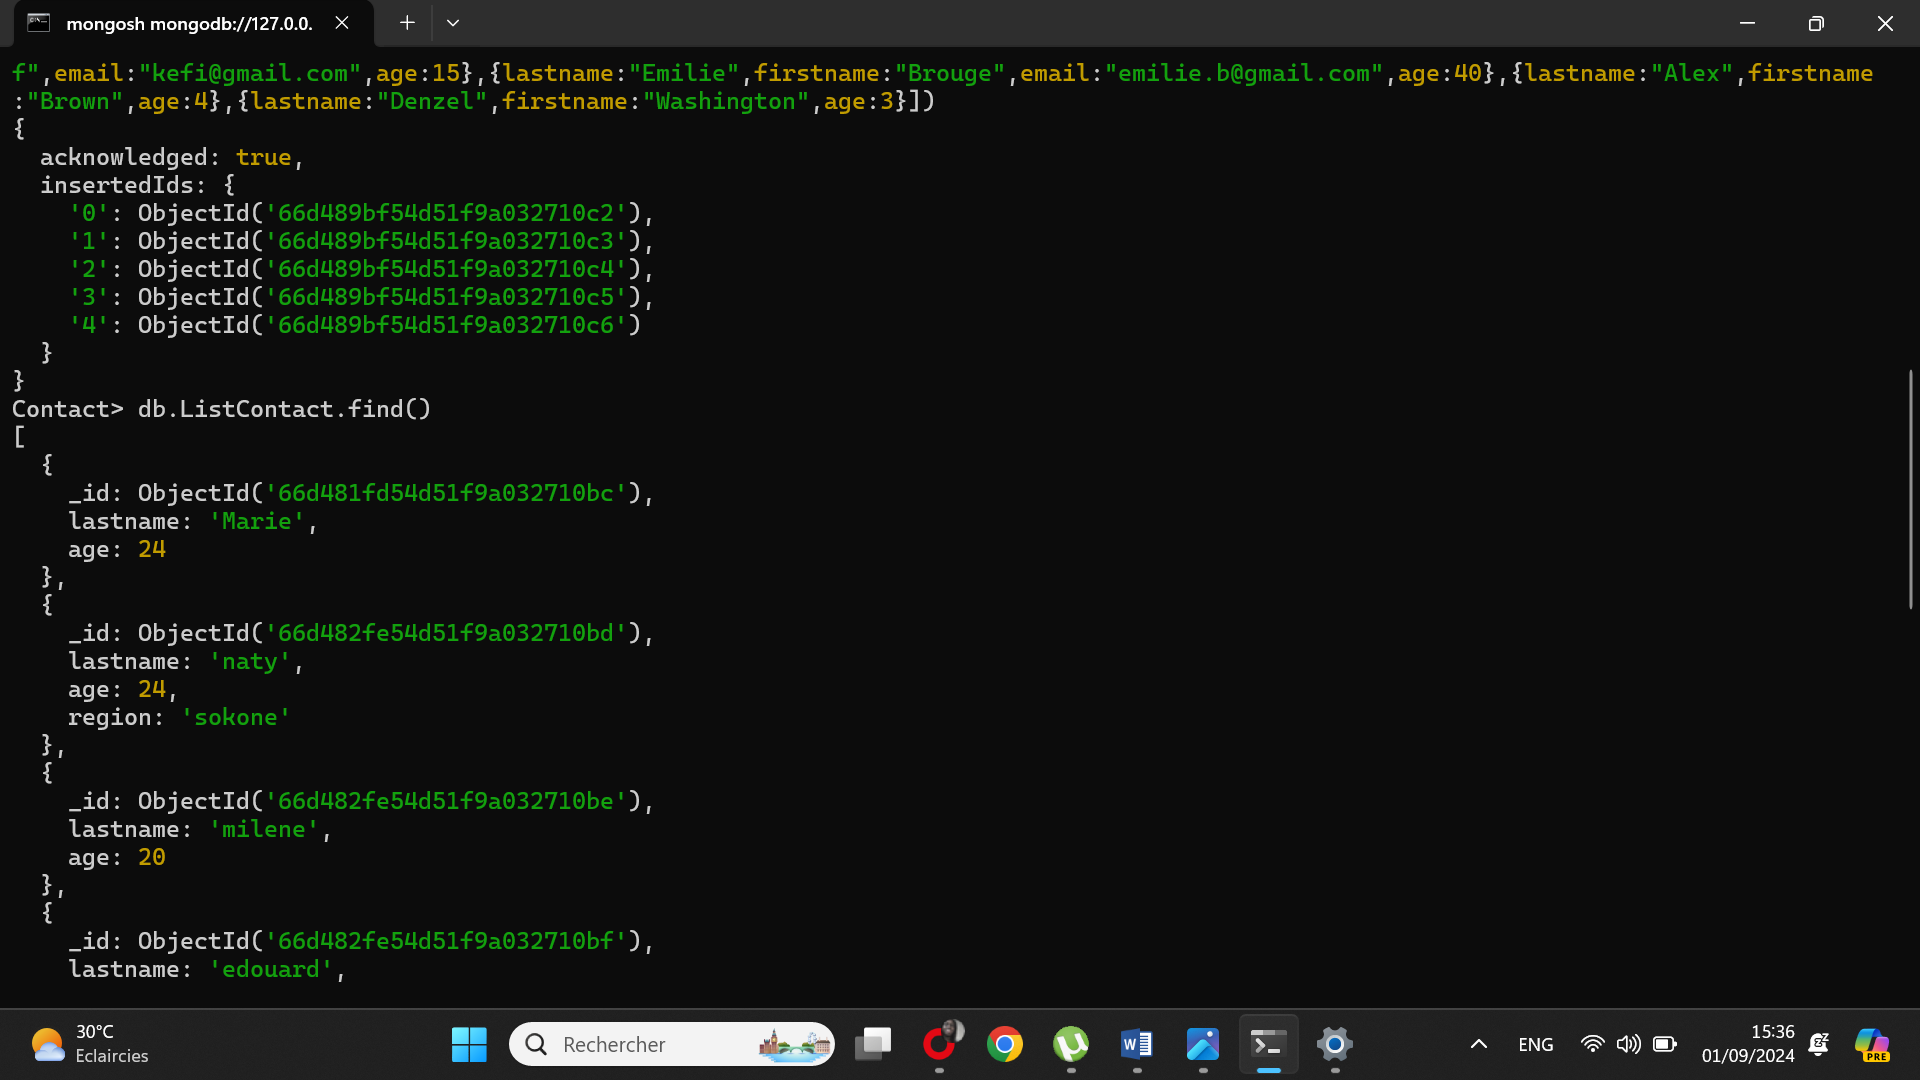 mongosh mongodb://127.0.0.
f",email:"kefi@gmail.com",age:15},{lastname:"Emilie",firstname:"Brouge",email:"emilie.b@gmail.com",age:40},{lastname:"Alex",firstname
:"Brown",age:4},{lastname:"Denzel",firstname:"Washington",age:3}])
{
  acknowledged: true,
  insertedIds: {
    '0': ObjectId('66d489bf54d51f9a032710c2'),
    '1': ObjectId('66d489bf54d51f9a032710c3'),
    '2': ObjectId('66d489bf54d51f9a032710c4'),
    '3': ObjectId('66d489bf54d51f9a032710c5'),
    '4': ObjectId('66d489bf54d51f9a032710c6')
  }
}
Contact> db.ListContact.find()
[
  {
    _id: ObjectId('66d481fd54d51f9a032710bc'),
    lastname: 'Marie',
    age: 24
  },
  {
    _id: ObjectId('66d482fe54d51f9a032710bd'),
    lastname: 'naty',
    age: 24,
    region: 'sokone'
  },
  {
    _id: ObjectId('66d482fe54d51f9a032710be'),
    lastname: 'milene',
    age: 20
  },
  {
    _id: ObjectId('66d482fe54d51f9a032710bf'),
    lastname: 'edouard',
30°C
Eclaircies
Rechercher
ENG
15:36
01/09/2024
PRE